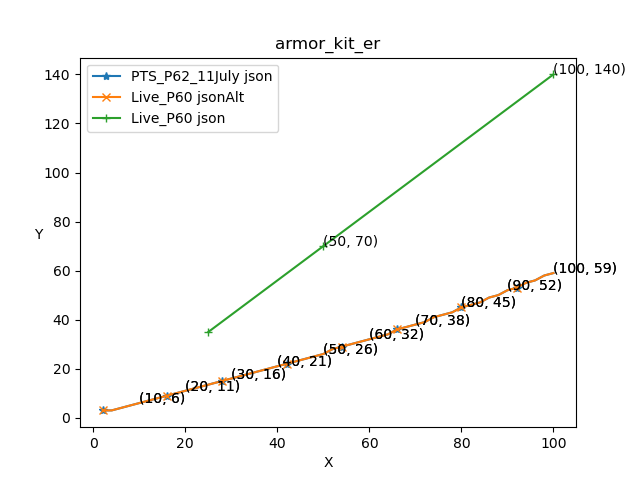 armor_kit_er
PTS_P62_11July json
Live_P60 jsonAlt
Live_P60 json
140
120
100
80
60
40
20
0
Y
(100, 140)
(50, 70)
(100, 59)
(90, 52)
(80, 45)
(70, 38)
(60, 32)
(50, 26)
(40, 21)
(30, 16)
(20, 11)
(10, 6)
0 20 40 60 80 100
X